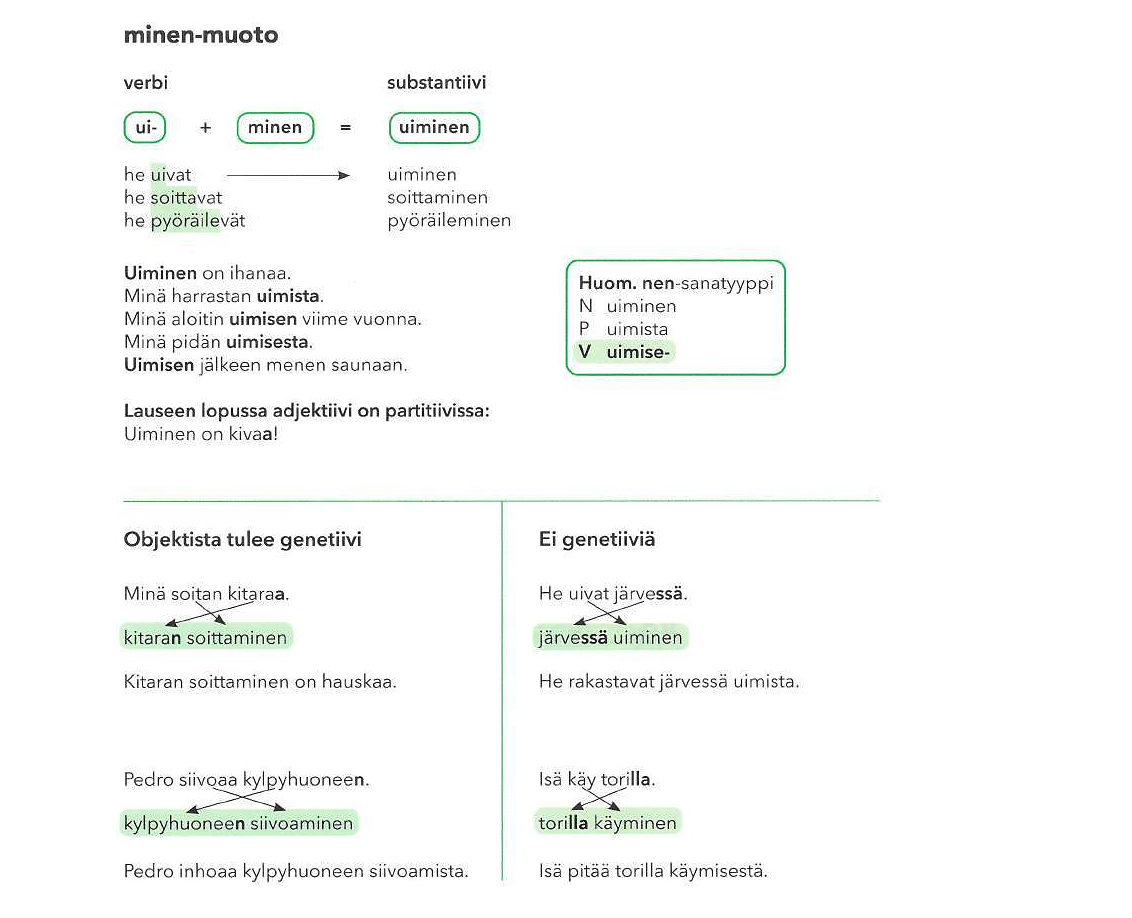 minen-muoto
verbi substantiivi
ui- + minen = uiminen
he uivat uiminen
he soittavat soittaminen
he pyöräilevät pyöräileminen
Uiminen on ihanaa.
Minä harrastan uimista.
Minä aloitin uimisen viime vuonna.
Minä pidän uimisesta.
Uimisen jälkeen menen saunaan.
Huom. nen-sanatyyppi
N uiminen
P uimista
V uimise-
Lauseen lopussa adjektiivi on partitiivissa:
Uiminen on kivaa!
Objektista tulee genetiivi
Minä soitan kitaraa.
kitaran soittaminen
Kitaran soittaminen on hauskaa.
Pedro siivoaa kylpyhuoneen.
kylpyhuoneen siivoaminen
Pedro inhoaa kylpyhuoneen siivoamista.
Ei genetiiviä
He uivat järvessä.
järvessä uiminen
He rakastavat järvessä uimista.
Isä käy torilla.
torilla käyminen
Isä pitää torilla käymisestä.